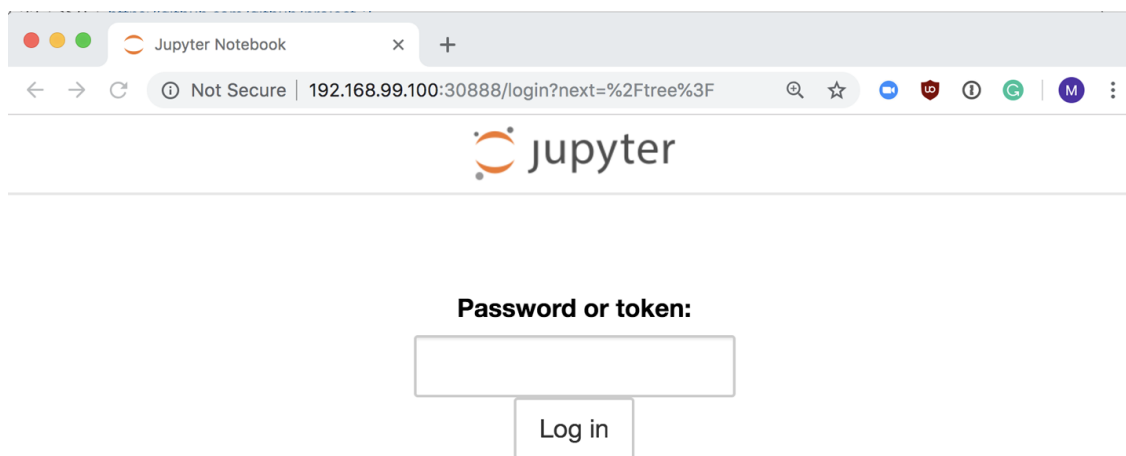 Jupyter Notebook
Not Secure | 192.168.99.100:30888/login?next=%2Ftree%3F
M
jupyter
Password or token:
Log in